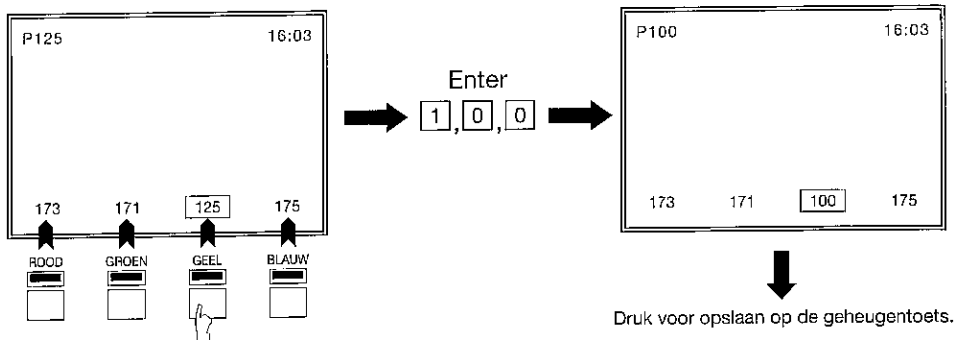 P125 16:03
173 171 125 175
ROOD GROEN GEEL BLAUW
Enter
1,0,0
P100 16:03
173 171 100 175
Druk voor opslaan op de geheugentoets.